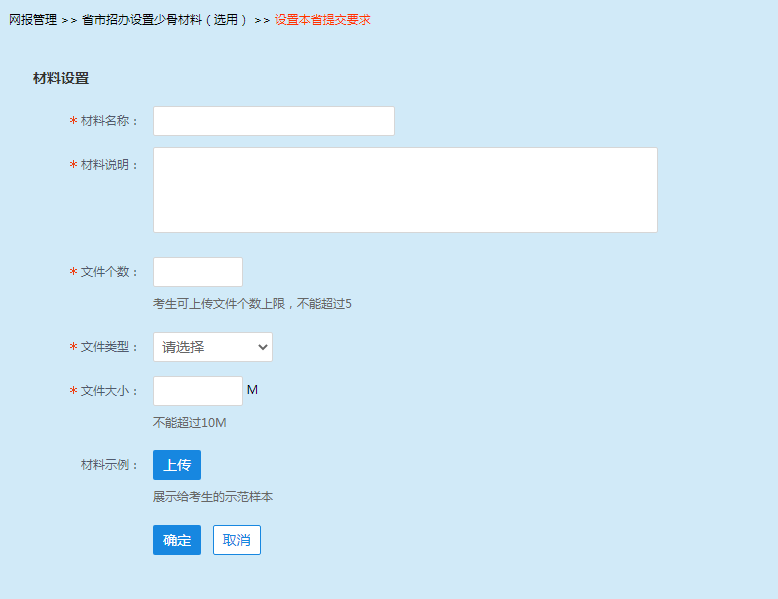 网报管理 >> 省市招办设置少骨材料（选用） >> 设置本省提交要求
材料设置
* 材料名称：
* 材料说明：
* 文件个数：
考生可上传文件个数上限，不能超过5
* 文件类型： 请选择
* 文件大小： M
不能超过10M
材料示例： 上传
展示给考生的示范样本
确定 取消